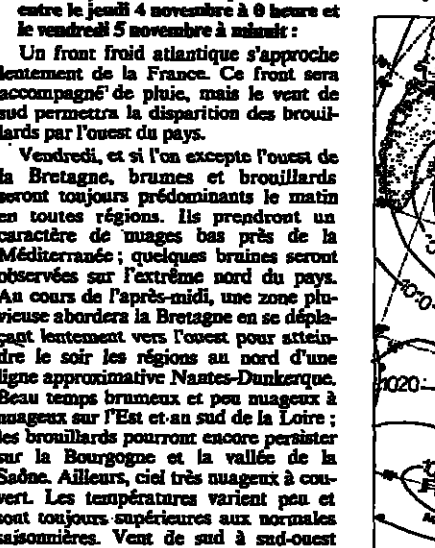 entre le jeudi 4 novembre à 0 heure et
le vendredi 5 novembre à minuit :
Un front froid atlantique s'approche
lentement de la France. Ce front sera
accompagné de pluie, mais le vent de
sud permettra la disparition des brouil-
lards par l'ouest du pays.
Vendredi, et si l'on excepte l'ouest de
la Bretagne, brumes et brouillards
seront toujours prédominants le matin
en toutes régions. Ils prendront un
caractère de nuages bas près de la
Méditerranée ; quelques bruines seront
observées sur l'extrême nord du pays.
Au cours de l'après-midi, une zone plu-
vieuse abordera la Bretagne en se dépla-
çant lentement vers l'ouest pour attein-
dre le soir les régions au nord d'une
ligne approximative Nantes-Dunkerque.
Beau temps brumeux et peu nuageux à
nuageux sur l'Est et au sud de la Loire ;
les brouillards pourront encore persister
sur la Bourgogne et la vallée de la
Saône. Ailleurs, ciel très nuageux à cou-
vert. Les températures varient peu et
sont toujours supérieures aux normales
saisonnières. Vent de sud à sud-ouest
1020